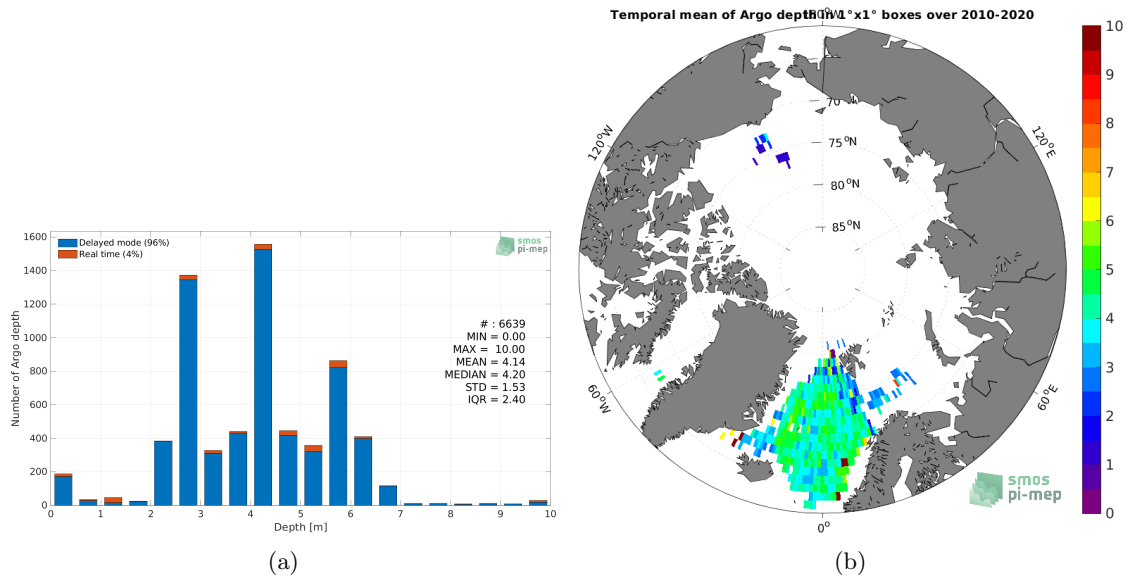 Temporal mean of Argo depth in 1°x1° boxes over 2010-2020
180°W
120°W
120°E
60°W
60°E
0°
70°N
75°N
80°N
85°N
10
9
8
7
6
5
4
3
2
1
0
smos
pi-mep
Delayed mode (96%)
Real time (4%)
smos
pi-mep
# : 6639
MIN = 0.00
MAX = 10.00
MEAN = 4.14
MEDIAN = 4.20
STD = 1.53
IQR = 2.40
Number of Argo depth
1600
1400
1200
1000
800
600
400
200
0
0 1 2 3 4 5 6 7 8 9 10
Depth [m]
(a)
(b)